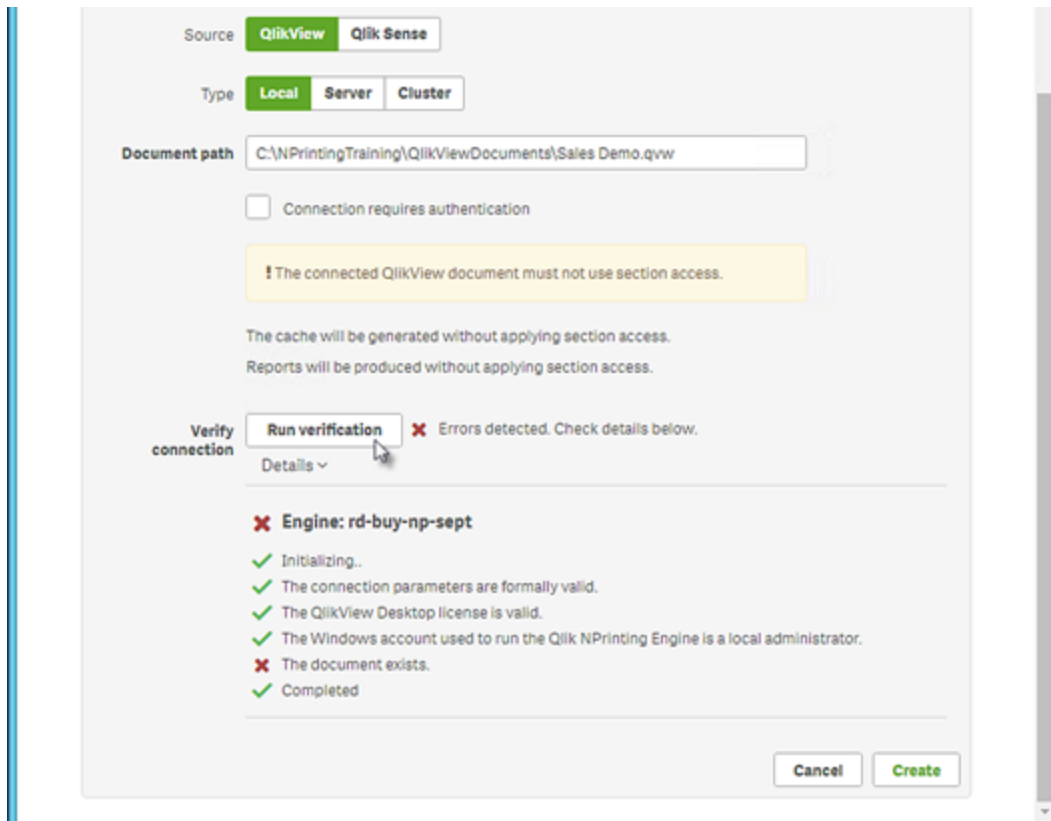 Source QlikView Qlik Sense
Type Local Server Cluster
Document path C:\NPrintingTraining\QlikViewDocuments\Sales Demo.qvw
Connection requires authentication
! The connected QlikView document must not use section access.
The cache will be generated without applying section access.
Reports will be produced without applying section access.
Verify connection Run verification Errors detected. Check details below.
Details
Engine: rd-buy-np-sept
Initializing..
The connection parameters are formally valid.
The QlikView Desktop license is valid.
The Windows account used to run the Qlik NPrinting Engine is a local administrator.
The document exists.
Completed
Cancel Create